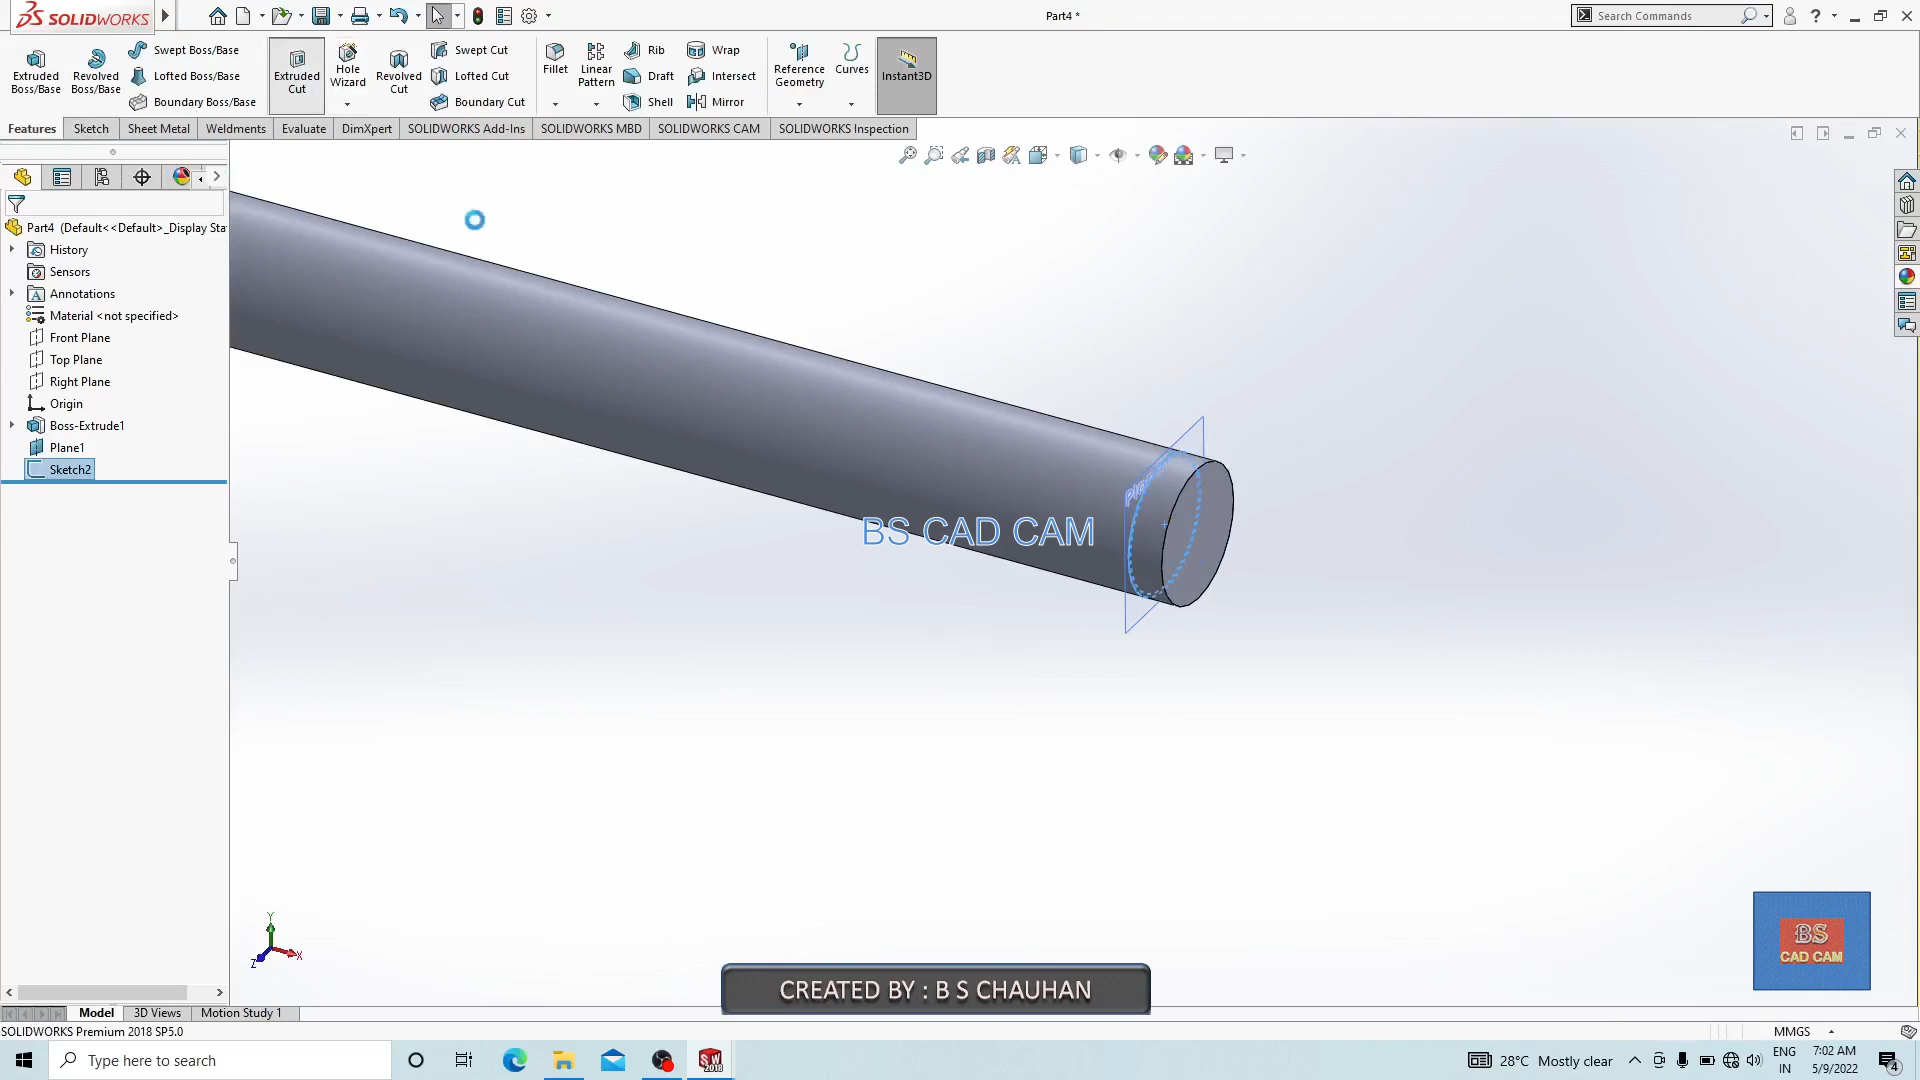 SOLIDWORKS
Part4 *
Search Commands
Extruded Boss/Base
Revolved Boss/Base
Swept Boss/Base
Lofted Boss/Base
Boundary Boss/Base
Extruded Cut
Hole Wizard
Revolved Cut
Swept Cut
Lofted Cut
Boundary Cut
Fillet
Linear Pattern
Rib
Draft
Shell
Wrap
Intersect
Mirror
Reference Geometry
Curves
Instant3D
Features
Sketch
Sheet Metal
Weldments
Evaluate
DimXpert
SOLIDWORKS Add-Ins
SOLIDWORKS MBD
SOLIDWORKS CAM
SOLIDWORKS Inspection
Part4 (Default<<Default>_Display Sta
History
Sensors
Annotations
Material <not specified>
Front Plane
Top Plane
Right Plane
Origin
Boss-Extrude1
Plane1
Sketch2
BS CAD CAM
Y
X
Z
BS
CAD CAM
CREATED BY : B S CHAUHAN
Model
3D Views
Motion Study 1
SOLIDWORKS Premium 2018 SP5.0
MMGS
Type here to search
28°C Mostly clear
ENG
IN
7:02 AM
5/9/2022
4